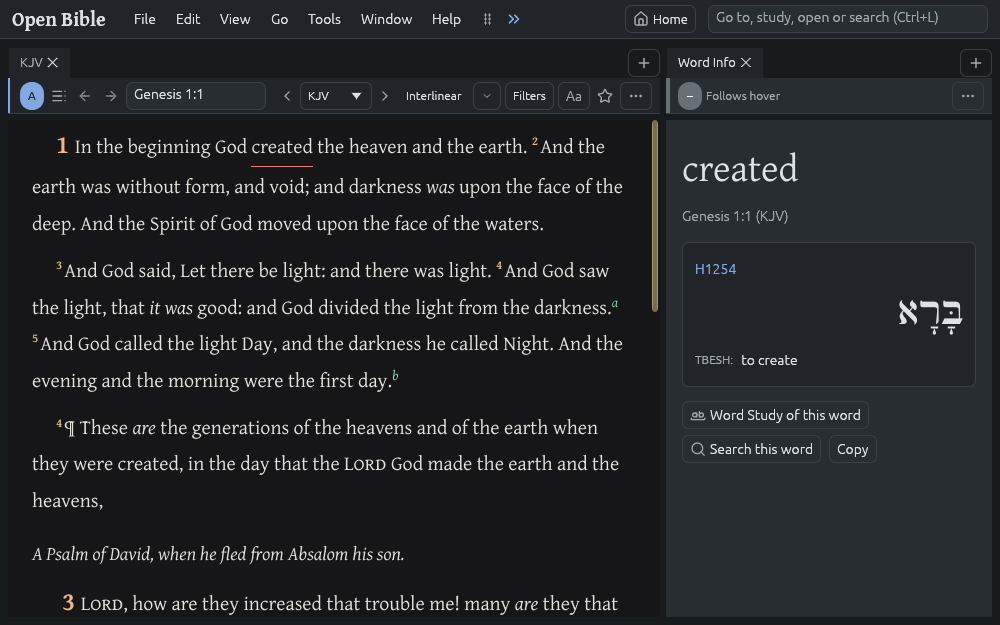 Open Bible File Edit View Go Tools Window Help Home Go to, study, open or search (Ctrl+L)
KJV
A Genesis 1:1 KJV Interlinear Filters Aa
1 In the beginning God created the heaven and the earth. 2 And the
earth was without form, and void; and darkness was upon the face of the
deep. And the Spirit of God moved upon the face of the waters.
3 And God said, Let there be light: and there was light. 4 And God saw
the light, that it was good: and God divided the light from the darkness.a
5 And God called the light Day, and the darkness he called Night. And the
evening and the morning were the first day.b
4 ¶ These are the generations of the heavens and of the earth when
they were created, in the day that the LORD God made the earth and the
heavens,
A Psalm of David, when he fled from Absalom his son.
3 LORD, how are they increased that trouble me! many are they that
Word Info
Follows hover
created
Genesis 1:1 (KJV)
H1254
בָּרָא
TBESH: to create
ab Word Study of this word
Search this word Copy